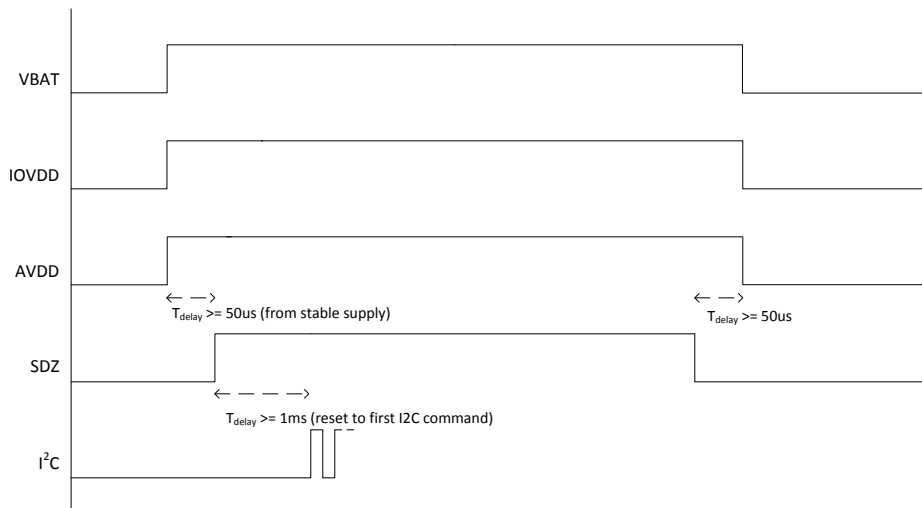 VBAT
IOVDD
AVDD
Tdelay >= 50us (from stable supply)
Tdelay >= 50us
SDZ
Tdelay >= 1ms (reset to first I2C command)
I²C